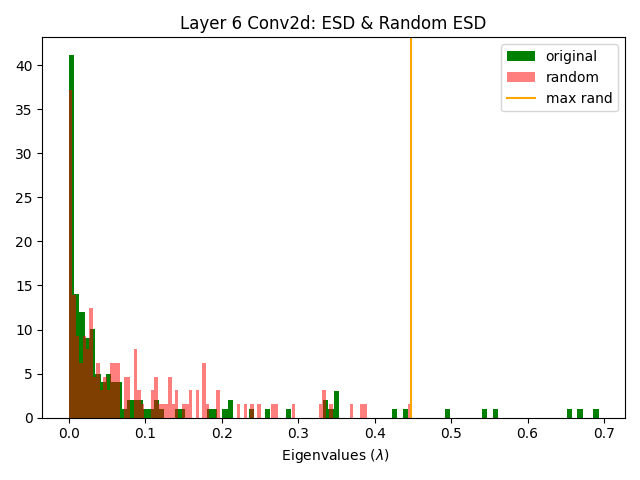 Layer 6 Conv2d: ESD & Random ESD
original
random
max rand
40
35
30
25
20
15
10
5
0
0.0 0.1 0.2 0.3 0.4 0.5 0.6 0.7
Eigenvalues (λ)